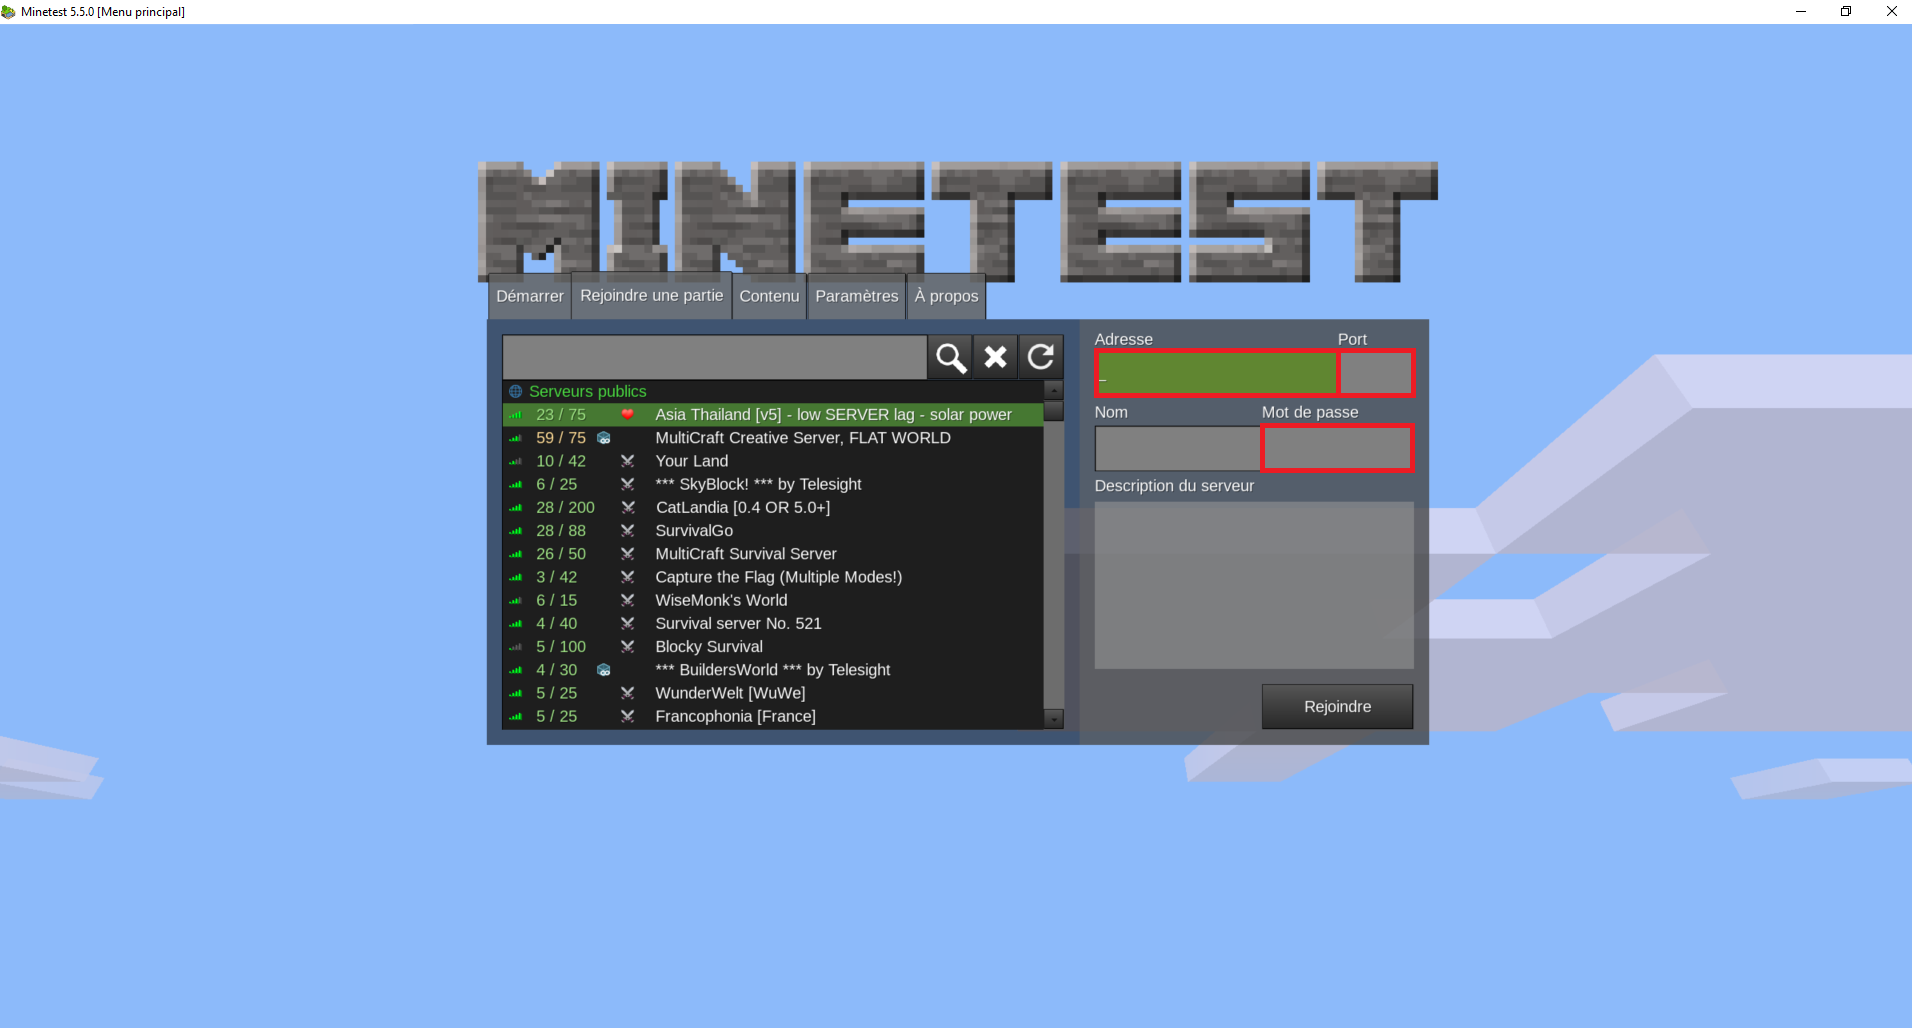 Minetest 5.5.0 [Menu principal]
MINETEST
Démarrer Rejoindre une partie Contenu Paramètres À propos
Adresse Port
_
Serveurs publics
23 / 75 Asia Thailand [v5] - low SERVER lag - solar power
59 / 75 MultiCraft Creative Server, FLAT WORLD
10 / 42 Your Land
6 / 25 *** SkyBlock! *** by Telesight
28 / 200 CatLandia [0.4 OR 5.0+]
28 / 88 SurvivalGo
26 / 50 MultiCraft Survival Server
3 / 42 Capture the Flag (Multiple Modes!)
6 / 15 WiseMonk's World
4 / 40 Survival server No. 521
5 / 100 Blocky Survival
4 / 30 *** BuildersWorld *** by Telesight
5 / 25 WunderWelt [WuWe]
5 / 25 Francophonia [France]
Nom Mot de passe
Description du serveur
Rejoindre